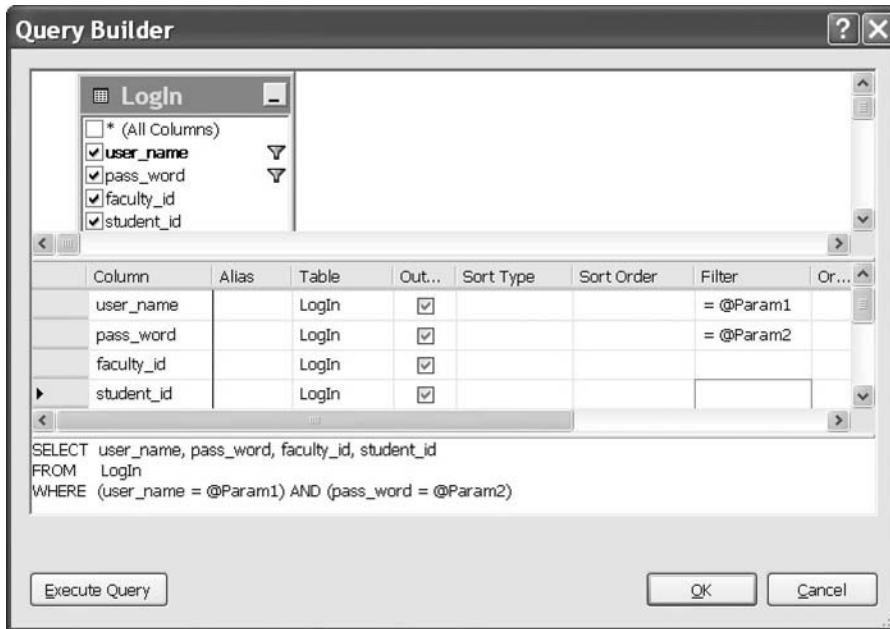 Query Builder
LogIn
* (All Columns)
user_name
pass_word
faculty_id
student_id
Column Alias Table Out... Sort Type Sort Order Filter Or...
user_name LogIn = @Param1
pass_word LogIn = @Param2
faculty_id LogIn
student_id LogIn
SELECT user_name, pass_word, faculty_id, student_id
FROM LogIn
WHERE (user_name = @Param1) AND (pass_word = @Param2)
Execute Query OK Cancel